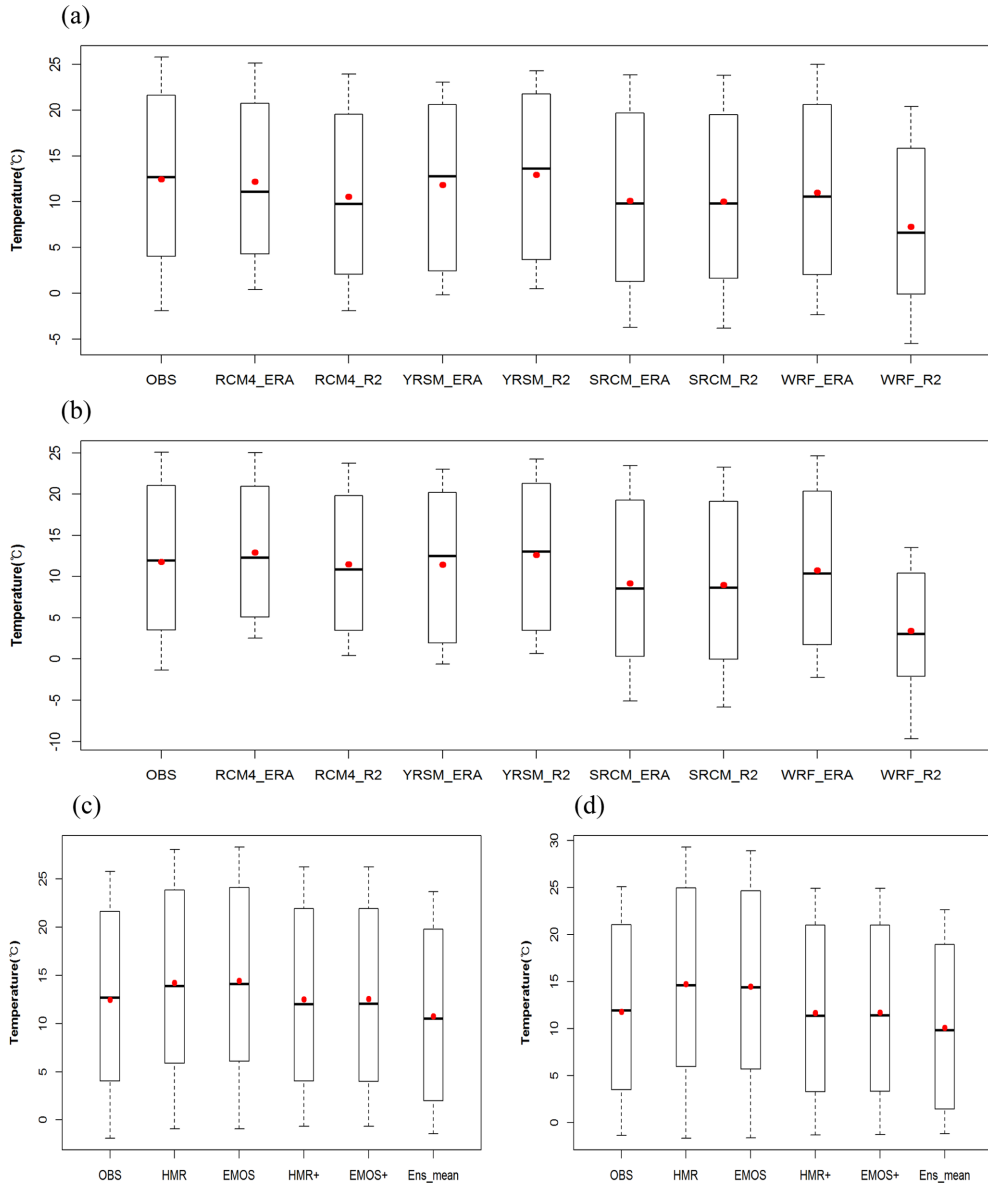 (a)
Temperature(℃)
25
20
15
10
5
0
-5
OBS RCM4_ERA RCM4_R2 YRSM_ERA YRSM_R2 SRCM_ERA SRCM_R2 WRF_ERA WRF_R2
(b)
Temperature(℃)
25
20
15
10
5
0
-5
-10
OBS RCM4_ERA RCM4_R2 YRSM_ERA YRSM_R2 SRCM_ERA SRCM_R2 WRF_ERA WRF_R2
(c)
Temperature(℃)
25
20
15
10
5
0
OBS HMR EMOS HMR+ EMOS+ Ens_mean
(d)
Temperature(℃)
30
25
20
15
10
5
0
OBS HMR EMOS HMR+ EMOS+ Ens_mean